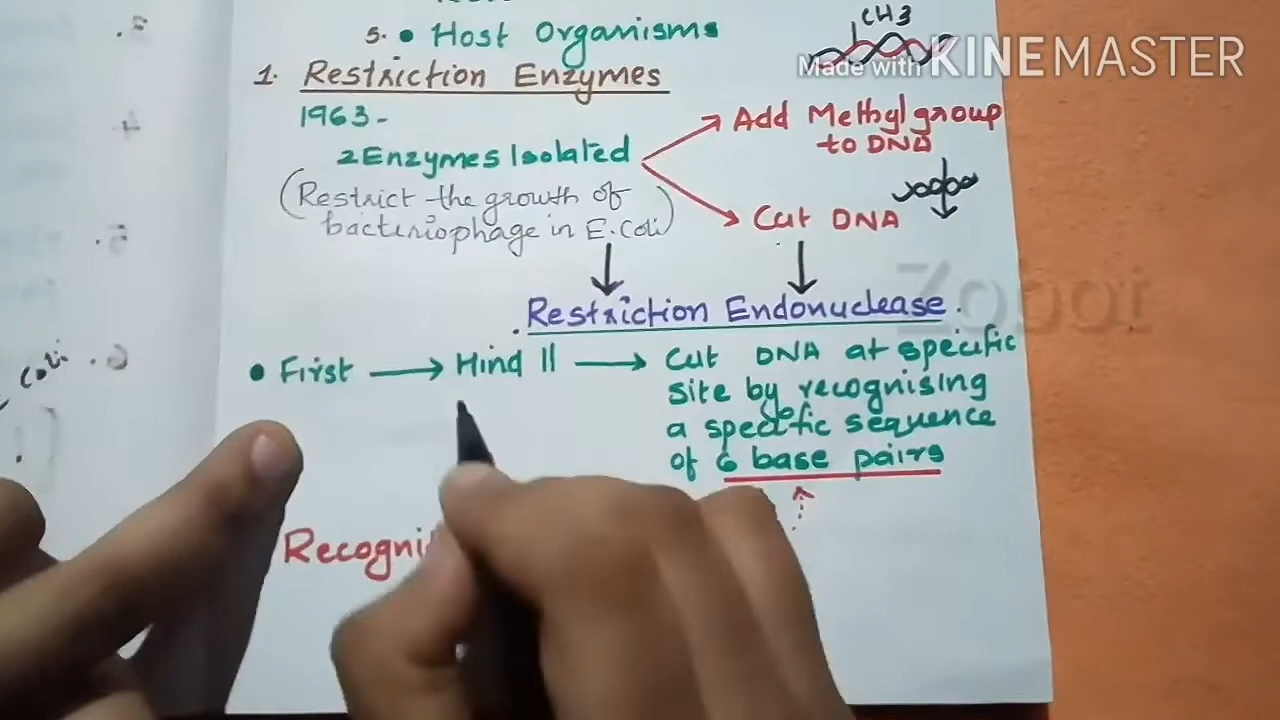 5. • Host Organisms
CH3
Made with KINEMASTER
1. Restriction Enzymes
1963-
2 Enzymes Isolated
(Restrict the growth of
bacteriophage in E. Coli)
Add Methyl group
to DNA
Cut DNA
Restriction Endonuclease.
• First → Hind II → Cut DNA at specific
site by recognising
a specific sequence
of 6 base pairs
Recogni
Coli